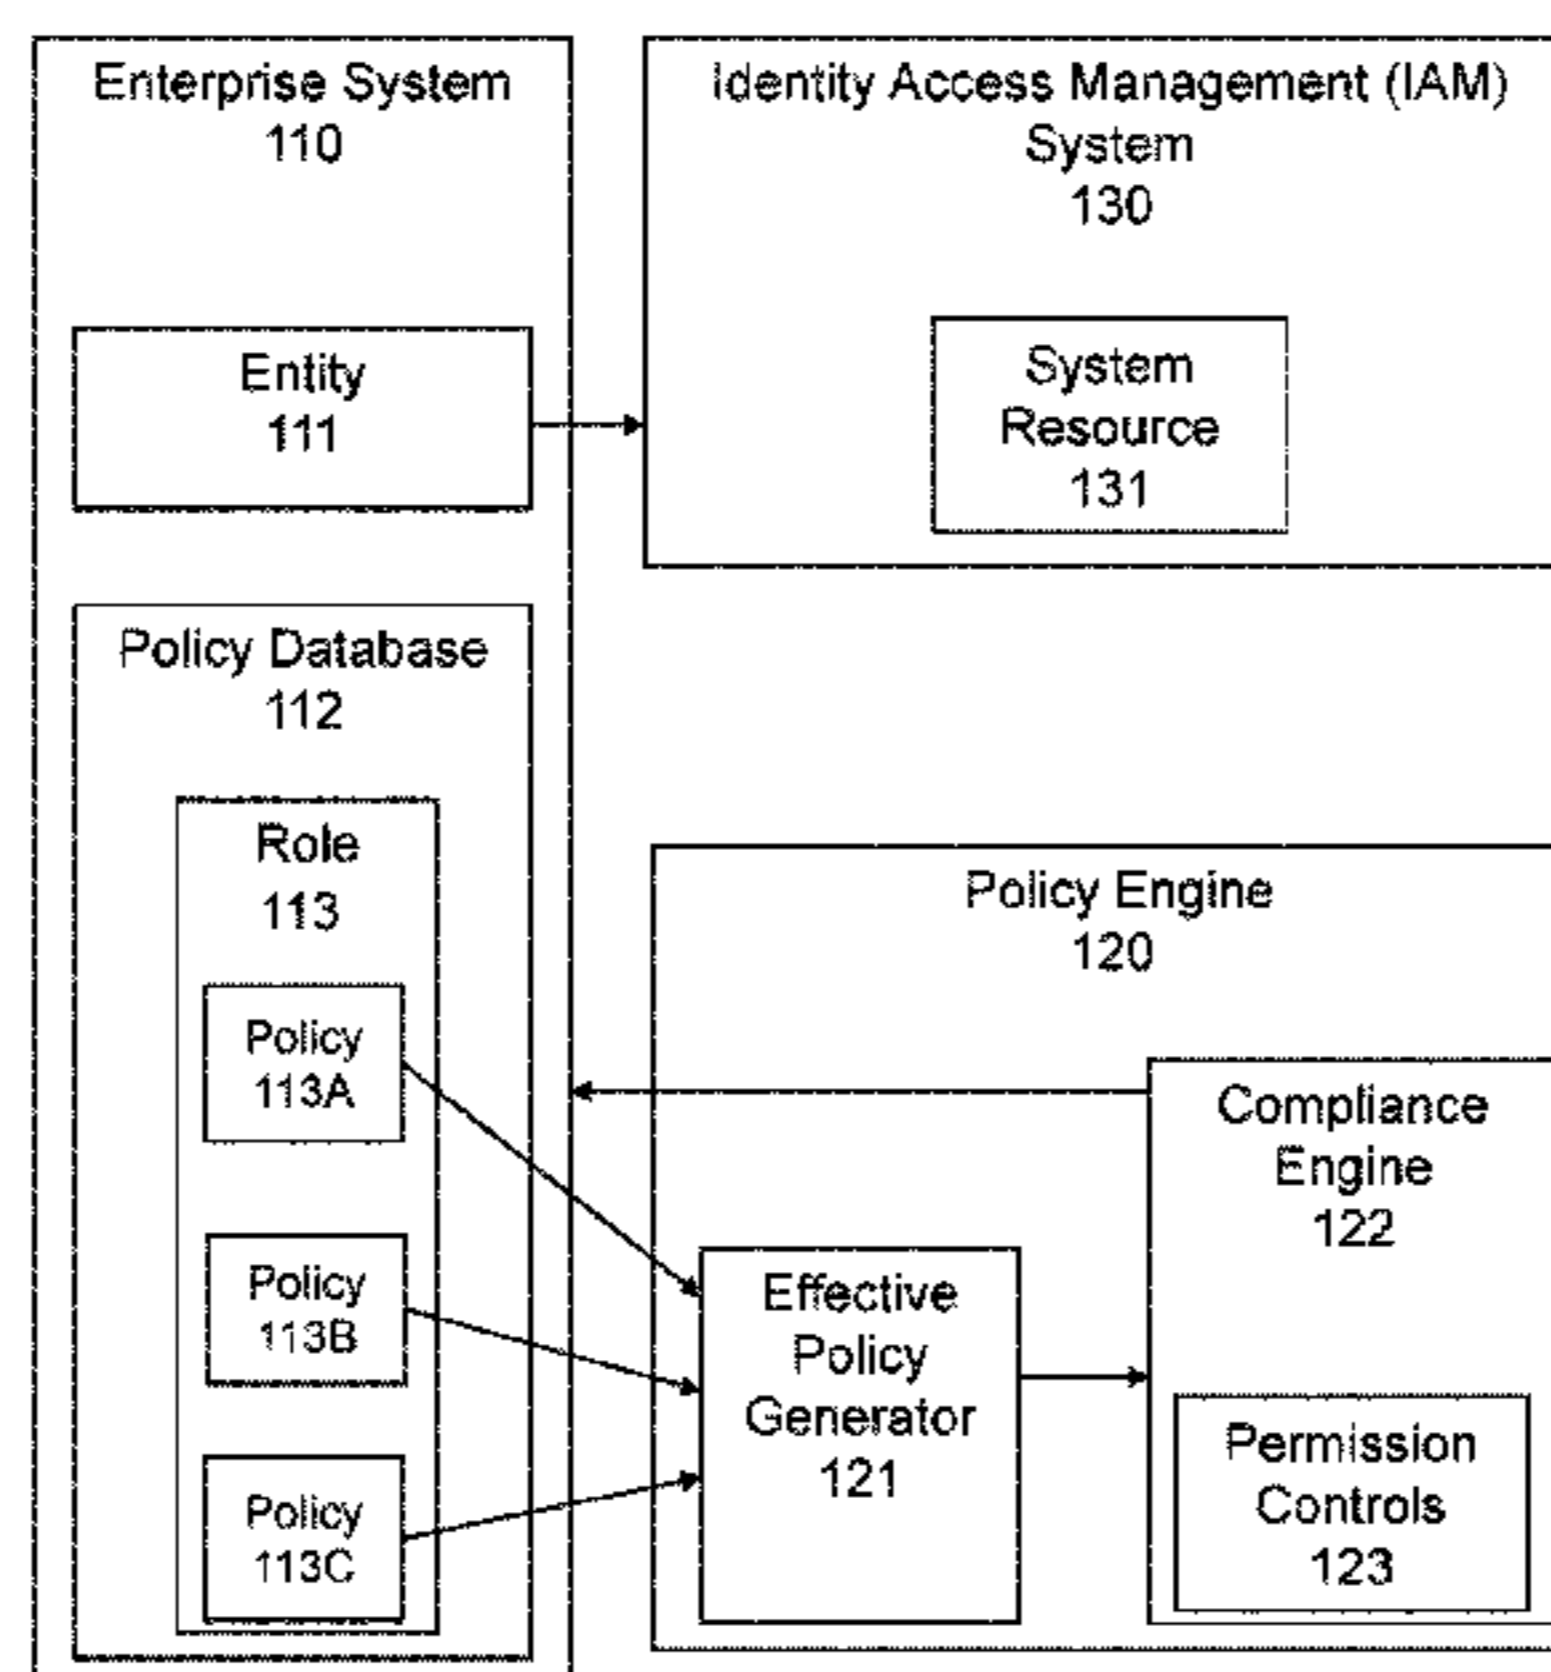 Enterprise System
110
Identity Access Management (IAM)
System
130
Entity
111
System
Resource
131
Policy Database
112
Role
113
Policy
113A
Policy
113B
Policy
113C
Policy Engine
120
Compliance
Engine
122
Effective
Policy
Generator
121
Permission
Controls
123